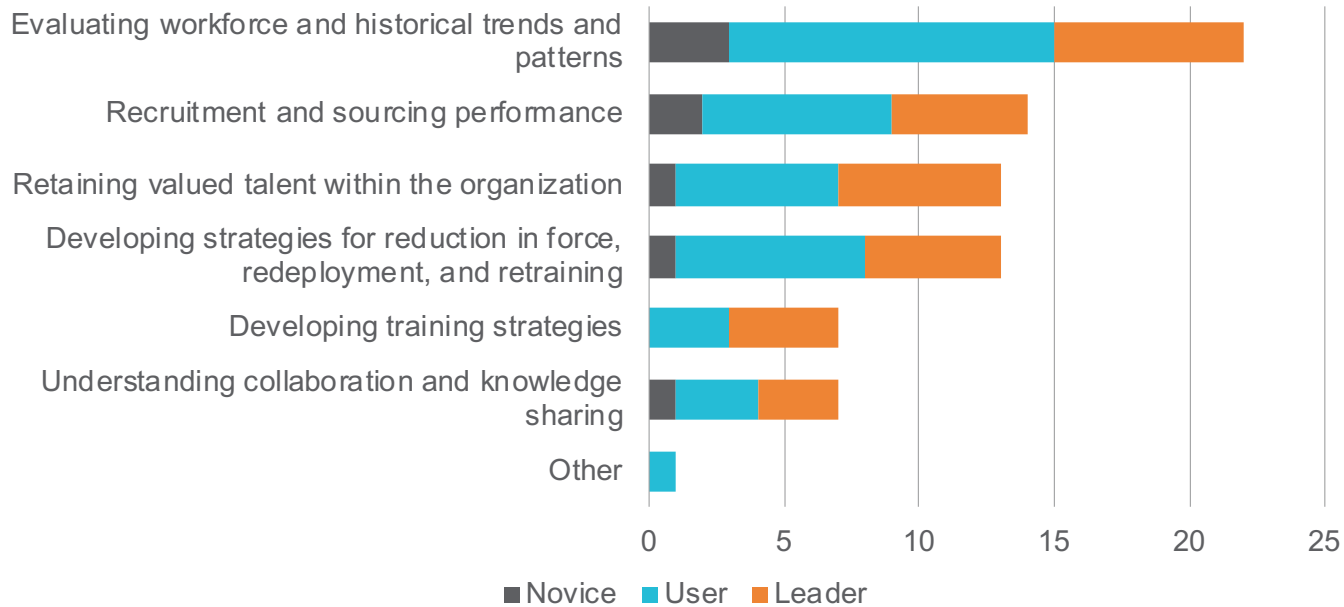 Evaluating workforce and historical trends and
patterns
Recruitment and sourcing performance
Retaining valued talent within the organization
Developing strategies for reduction in force,
redeployment, and retraining
Developing training strategies
Understanding collaboration and knowledge
sharing
Other
0 5 10 15 20 25
Novice User Leader